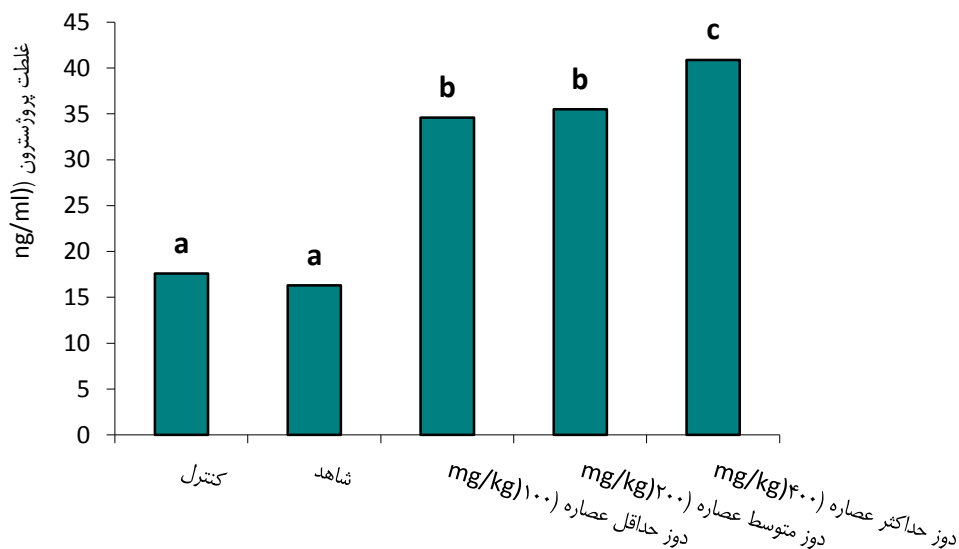 غلظت پروژسترون ((ng/ml
45
40
35
30
25
20
15
10
5
0
a
a
b
b
c
کنترل
شاهد
دوز حداقل عصاره (۱۰۰)mg/kg
دوز متوسط عصاره (۲۰۰)mg/kg
دوز حداکثر عصاره (۴۰۰)mg/kg